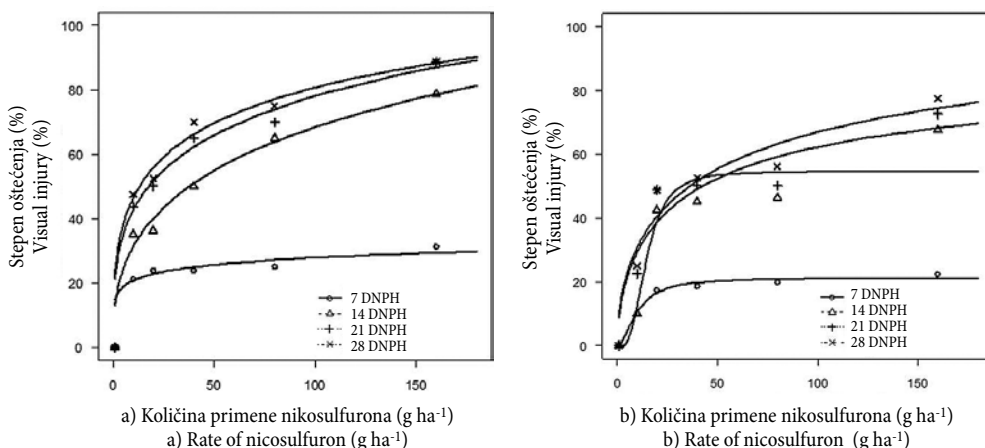 Stepen oštećenja (%)
Visual injury (%)
100
80
60
40
20
0
7 DNPH
14 DNPH
21 DNPH
28 DNPH
0 50 100 150
a) Količina primene nikosulfurona (g ha⁻¹)
a) Rate of nicosulfuron (g ha⁻¹)
Stepen oštećenja (%)
Visual injury (%)
100
80
60
40
20
0
7 DNPH
14 DNPH
21 DNPH
28 DNPH
0 50 100 150
b) Količina primene nikosulfurona (g ha⁻¹)
b) Rate of nicosulfuron (g ha⁻¹)